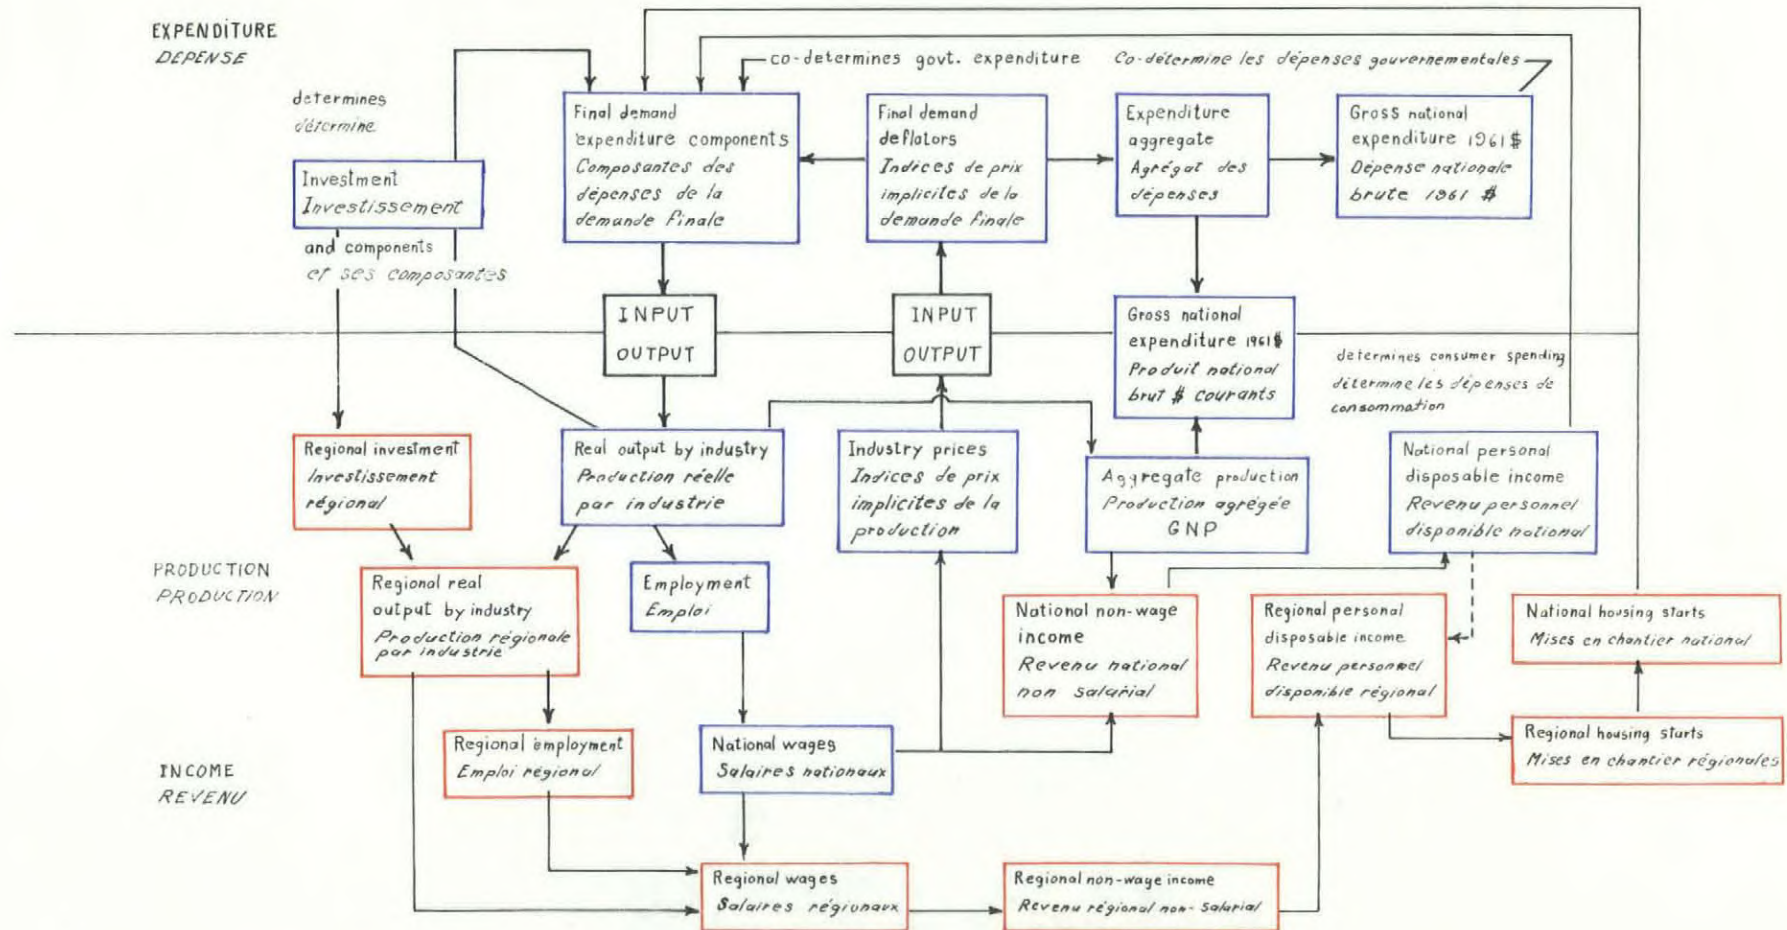 EXPENDITURE
DEPENSE
determines
détermine
Investment
Investissement
and components
et ses composantes
Final demand
expenditure components
Composantes des
dépenses de la
demande finale
co-determines govt. expenditure Co-détermine les dépenses gouvernementales
Final demand
deflators
Indices de prix
implicites de la
demande finale
Expenditure
aggregate
Agrégat des
dépenses
Gross national
expenditure 1961 $
Dépense nationale
brute 1961 $
INPUT
OUTPUT
INPUT
OUTPUT
Gross national
expenditure 1961 $
Produit national
brut $ courants
determines consumer spending
détermine les dépenses de
consommation
Regional investment
Investissement
régional
Real output by industry
Production réelle
par industrie
Industry prices
Indices de prix
implicites de la
production
Aggregate production
Production agrégée
GNP
National personal
disposable income
Revenu personnel
disponible national
PRODUCTION
PRODUCTION
Regional real
output by industry
Production régionale
par industrie
Employment
Emploi
National non-wage
income
Revenu national
non salarial
Regional personal
disposable income
Revenu personnel
disponible régional
National housing starts
Mises en chantier national
INCOME
REVENU
Regional employment
Emploi régional
National wages
Salaires nationaux
Regional housing starts
Mises en chantier régionales
Regional wages
Salaires régionaux
Regional non-wage income
Revenu régional non-salarial